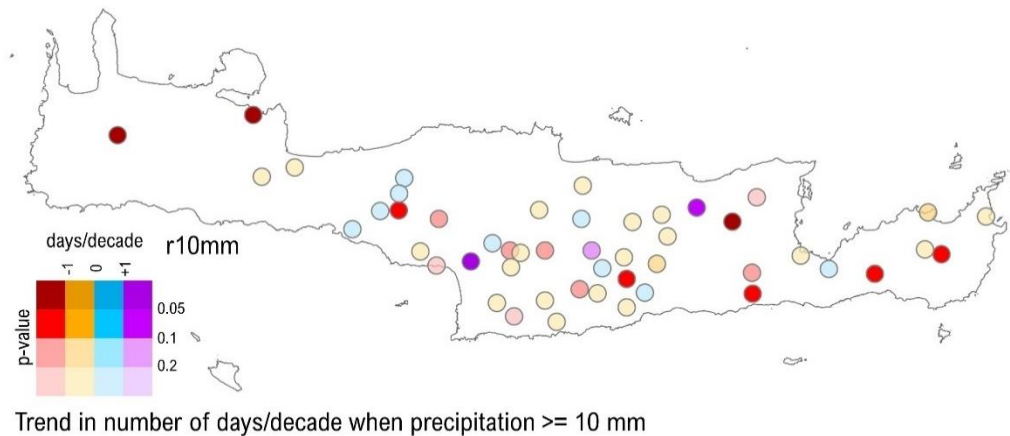 days/decade
r10mm
-1 0 +1
0.05
0.1
0.2
p-value
Trend in number of days/decade when precipitation >= 10 mm